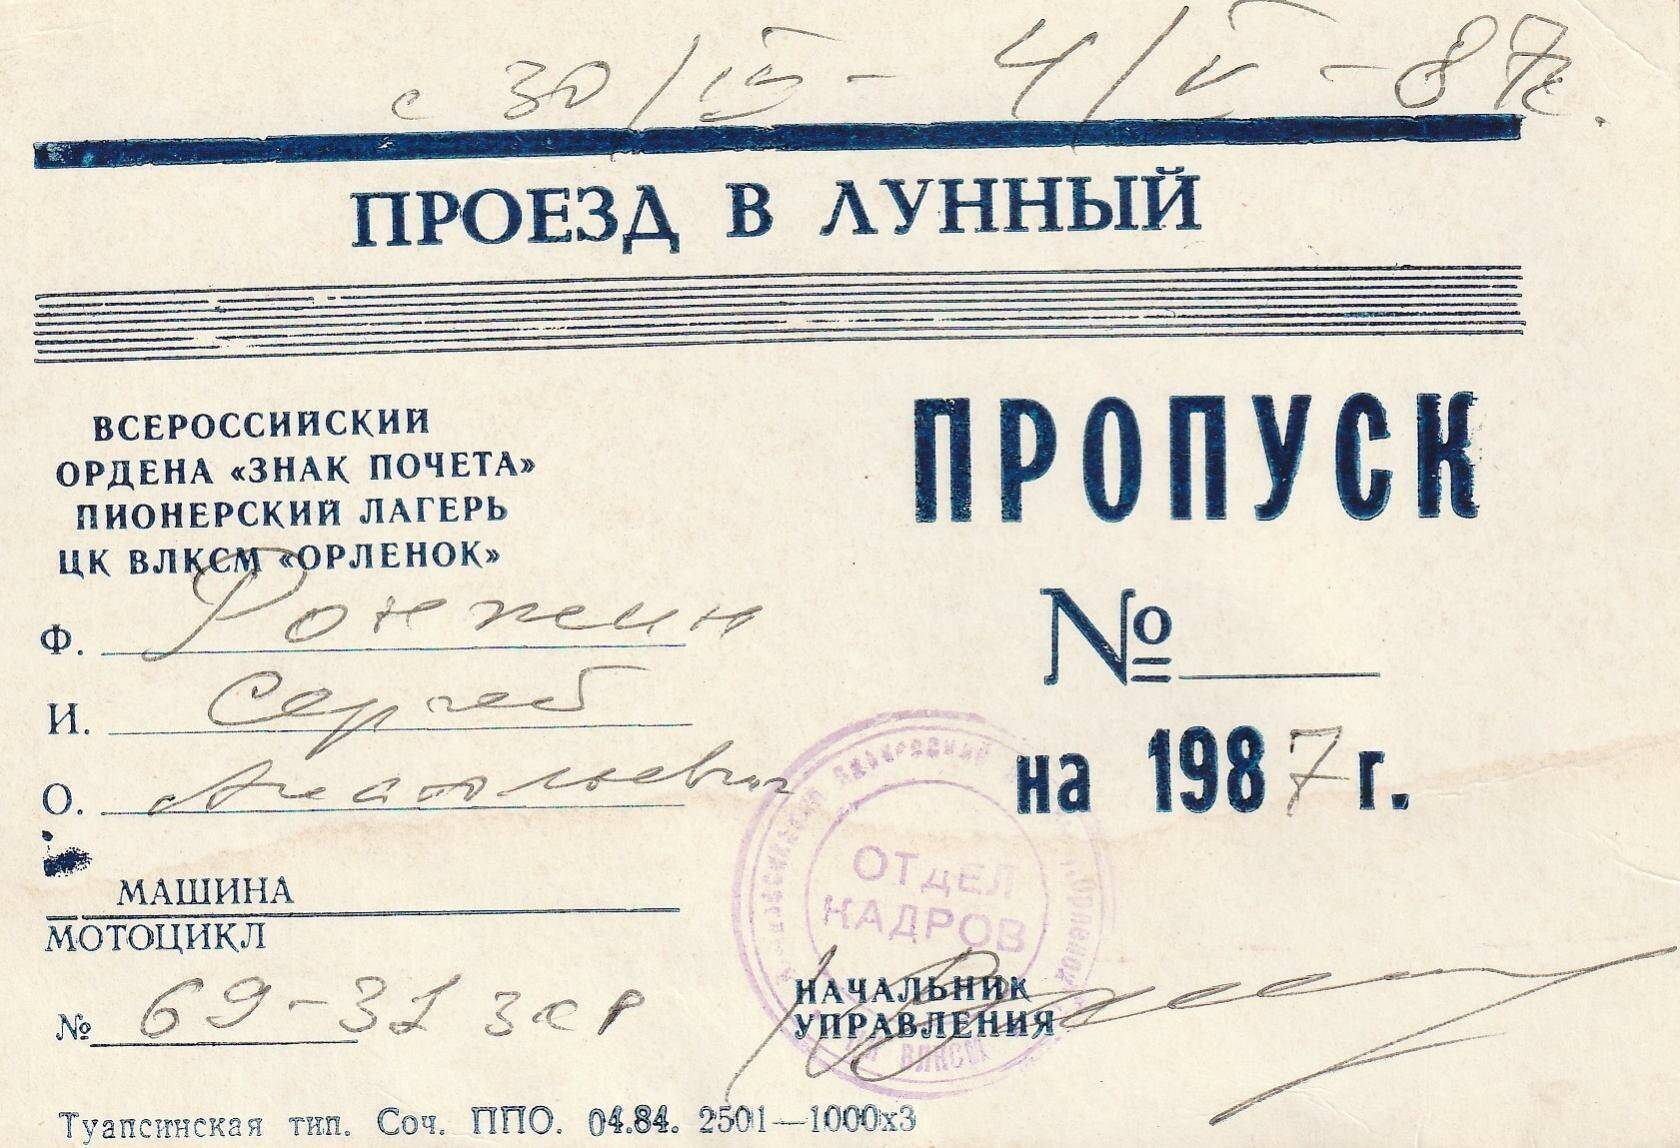 с 30/IV - 4/V - 87г.
ПРОЕЗД В ЛУННЫЙ
ВСЕРОССИЙСКИЙ
ОРДЕНА «ЗНАК ПОЧЕТА»
ПИОНЕРСКИЙ ЛАГЕРЬ
ЦК ВЛКСМ «ОРЛЕНОК»
ПРОПУСК
№
на 1987 г.
Ф. Ронжин
И. Сергей
О. Анатольевич
МАШИНА
МОТОЦИКЛ
№ 69-31
ОТДЕЛ
КАДРОВ
ВЛКСМ
НАЧАЛЬНИК
УПРАВЛЕНИЯ
Туапсинская тип. Соч. ППО. 04.84. 2501—1000х3